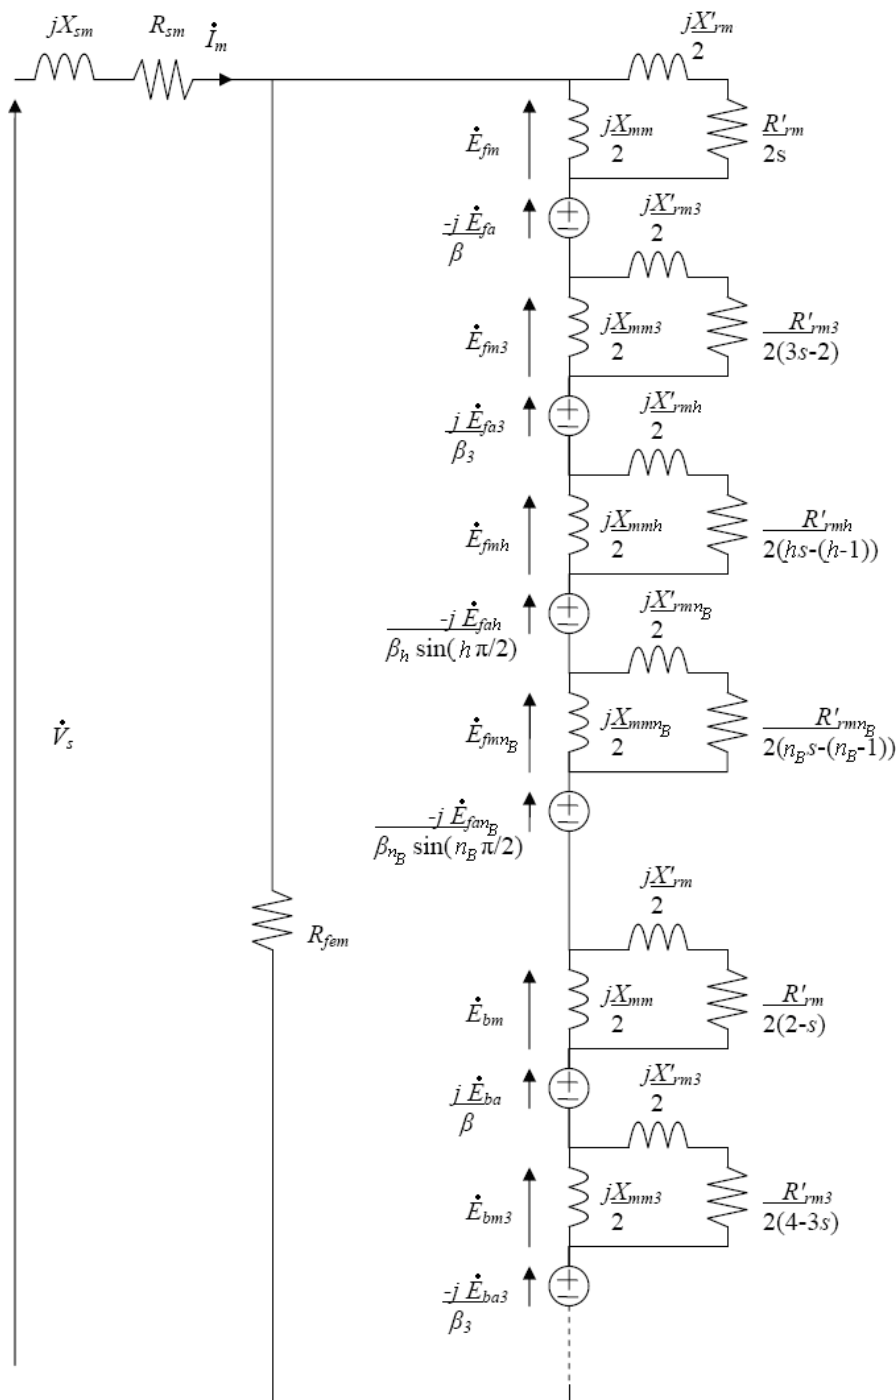 jXsm
Rsm
İm
jX'rm
2
Ėfm
jXmm
2
R'rm
2s
-j Ėfa
β
jX'rm3
2
Ėfm3
jXmm3
2
R'rm3
2(3s-2)
j Ėfa3
β3
jX'rmh
2
Ėfmh
jXmmh
2
R'rmh
2(hs-(h-1))
-j Ėfah
βh sin(hπ/2)
jX'rmnB
2
V̇s
ĖfmnB
jXmmnB
2
R'rmnB
2(nBs-(nB-1))
-j ĖfanB
βnB sin(nBπ/2)
jX'rm
2
Rfem
Ėbm
jXmm
2
R'rm
2(2-s)
j Ėba
β
jX'rm3
2
Ėbm3
jXmm3
2
R'rm3
2(4-3s)
-j Ėba3
β3